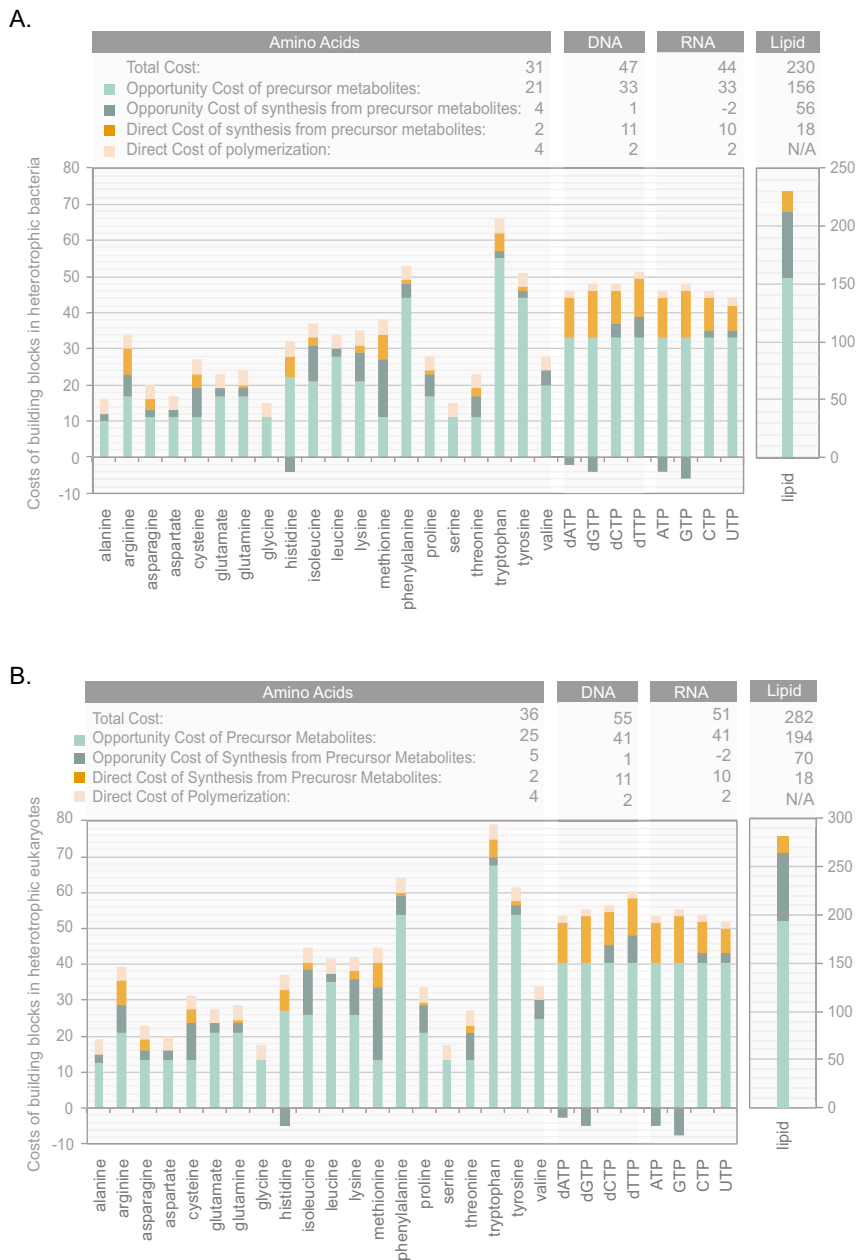 A.
Amino Acids DNA RNA Lipid
Total Cost: 31 47 44 230
Opportunity Cost of precursor metabolites: 21 33 33 156
Opporunity Cost of synthesis from precursor metabolites: 4 1 -2 56
Direct Cost of synthesis from precursor metabolites: 2 11 10 18
Direct Cost of polymerization: 4 2 2 N/A
Costs of building blocks in heterotrophic bacteria
80
70
60
50
40
30
20
10
0
-10
250
200
150
100
50
0
alanine
arginine
asparagine
aspartate
cysteine
glutamate
glutamine
glycine
histidine
isoleucine
leucine
lysine
methionine
phenylalanine
proline
serine
threonine
tryptophan
tyrosine
valine
dATP
dGTP
dCTP
dTTP
ATP
GTP
CTP
UTP
lipid
B.
Amino Acids DNA RNA Lipid
Total Cost: 36 55 51 282
Opportunity Cost of Precursor Metabolites: 25 41 41 194
Opporunity Cost of Synthesis from Precursor Metabolites: 5 1 -2 70
Direct Cost of Synthesis from Precurosr Metabolites: 2 11 10 18
Direct Cost of Polymerization: 4 2 2 N/A
Costs of building blocks in heterotrophic eukaryotes
80
70
60
50
40
30
20
10
0
-10
300
250
200
150
100
50
0
alanine
arginine
asparagine
aspartate
cysteine
glutamate
glutamine
glycine
histidine
isoleucine
leucine
lysine
methionine
phenylalanine
proline
serine
threonine
tryptophan
tyrosine
valine
dATP
dGTP
dCTP
dTTP
ATP
GTP
CTP
UTP
lipid